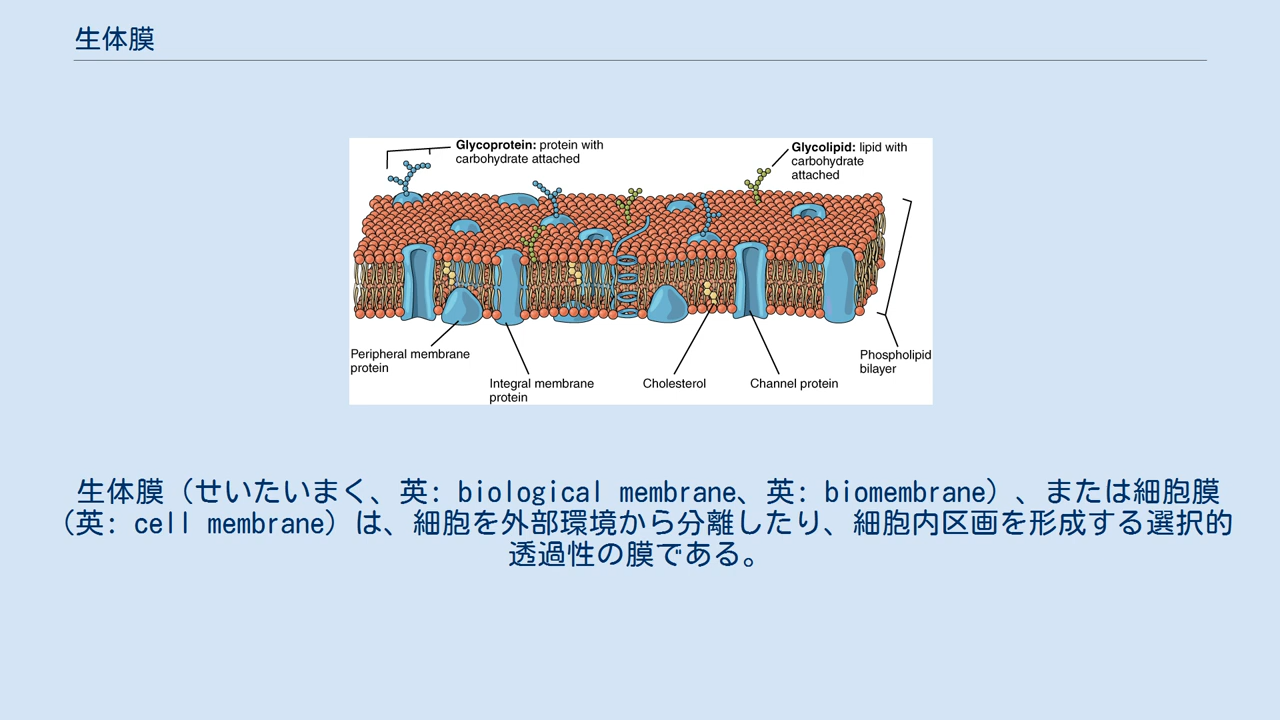 生体膜
Glycoprotein: protein with
carbohydrate attached
Glycolipid: lipid with
carbohydrate
attached
Peripheral membrane
protein
Integral membrane
protein
Cholesterol
Channel protein
Phospholipid
bilayer
生体膜（せいたいまく、英: biological membrane、英: biomembrane）、または細胞膜
（英: cell membrane）は、細胞を外部環境から分離したり、細胞内区画を形成する選択的
透過性の膜である。